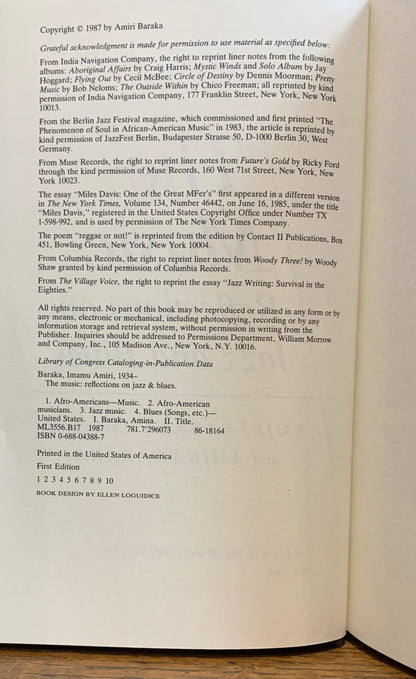 Copyright © 1987 by Amiri Baraka
Grateful acknowledgment is made for permission to use material as specified below:
From India Navigation Company, the right to reprint liner notes from the following
albums: Aboriginal Affairs by Craig Harris; Mystic Winds and Solo Album by Jay
Hoggard; Flying Out by Cecil McBee; Circle of Destiny by Dennis Moorman; Pretty
Music by Bob Neloms; The Outside Within by Chico Freeman; all reprinted by kind
permission of India Navigation Company, 177 Franklin Street, New York, New York
10013.
From the Berlin Jazz Festival magazine, which commissioned and first printed "The
Phenomenon of Soul in African-American Music" in 1983, the article is reprinted by
kind permission of JazzFest Berlin, Budapester Strasse 50, D-1000 Berlin 30, West
Germany.
From Muse Records, the right to reprint liner notes from Future's Gold by Ricky Ford
through the kind permission of Muse Records, 160 West 71st Street, New York, New
York 10023.
The essay "Miles Davis: One of the Great MFer's" first appeared in a different version
in The New York Times, Volume 134, Number 46442, on June 16, 1985, under the title
"Miles Davis," registered in the United States Copyright Office under Number TX
1-598-992, and is used by permission of The New York Times Company.
The poem "reggae or not!" is reprinted from the edition by Contact II Publications, Box
451, Bowling Green, New York, New York 10004.
From Columbia Records, the right to reprint liner notes from Woody Three! by Woody
Shaw granted by kind permission of Columbia Records.
From The Village Voice, the right to reprint the essay "Jazz Writing: Survival in the
Eighties."
All rights reserved. No part of this book may be reproduced or utilized in any form or by
any means, electronic or mechanical, including photocopying, recording or by any
information storage and retrieval system, without permission in writing from the
Publisher. Inquiries should be addressed to Permissions Department, William Morrow
and Company, Inc., 105 Madison Ave., New York, N.Y. 10016.
Library of Congress Cataloging-in-Publication Data
Baraka, Imamu Amiri, 1934–
The music: reflections on jazz & blues.
1. Afro-Americans—Music. 2. Afro-American
musicians. 3. Jazz music. 4. Blues (Songs, etc.)—
United States. I. Baraka, Amina. II. Title.
ML3556.B17 1987 781.7'296073 86-18164
ISBN 0-688-04388-7
Printed in the United States of America
First Edition
1 2 3 4 5 6 7 8 9 10
BOOK DESIGN BY ELLEN LOGUIDICE